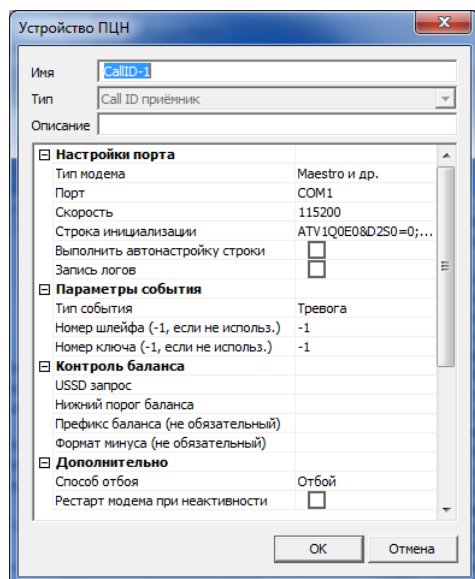 Устройство ПЦН
Имя CallID-1
Тип Call ID приёмник
Описание
Настройки порта
Тип модема Maestro и др.
Порт COM1
Скорость 115200
Строка инициализации ATV1Q0E0&D2S0=0;...
Выполнить автонастройку строки
Запись логов
Параметры события
Тип события Тревога
Номер шлейфа (-1, если не использ.) -1
Номер ключа (-1, если не использ.) -1
Контроль баланса
USSD запрос
Нижний порог баланса
Префикс баланса (не обязательный)
Формат минуса (не обязательный)
Дополнительно
Способ отбоя Отбой
Рестарт модема при неактивности
OK Отмена